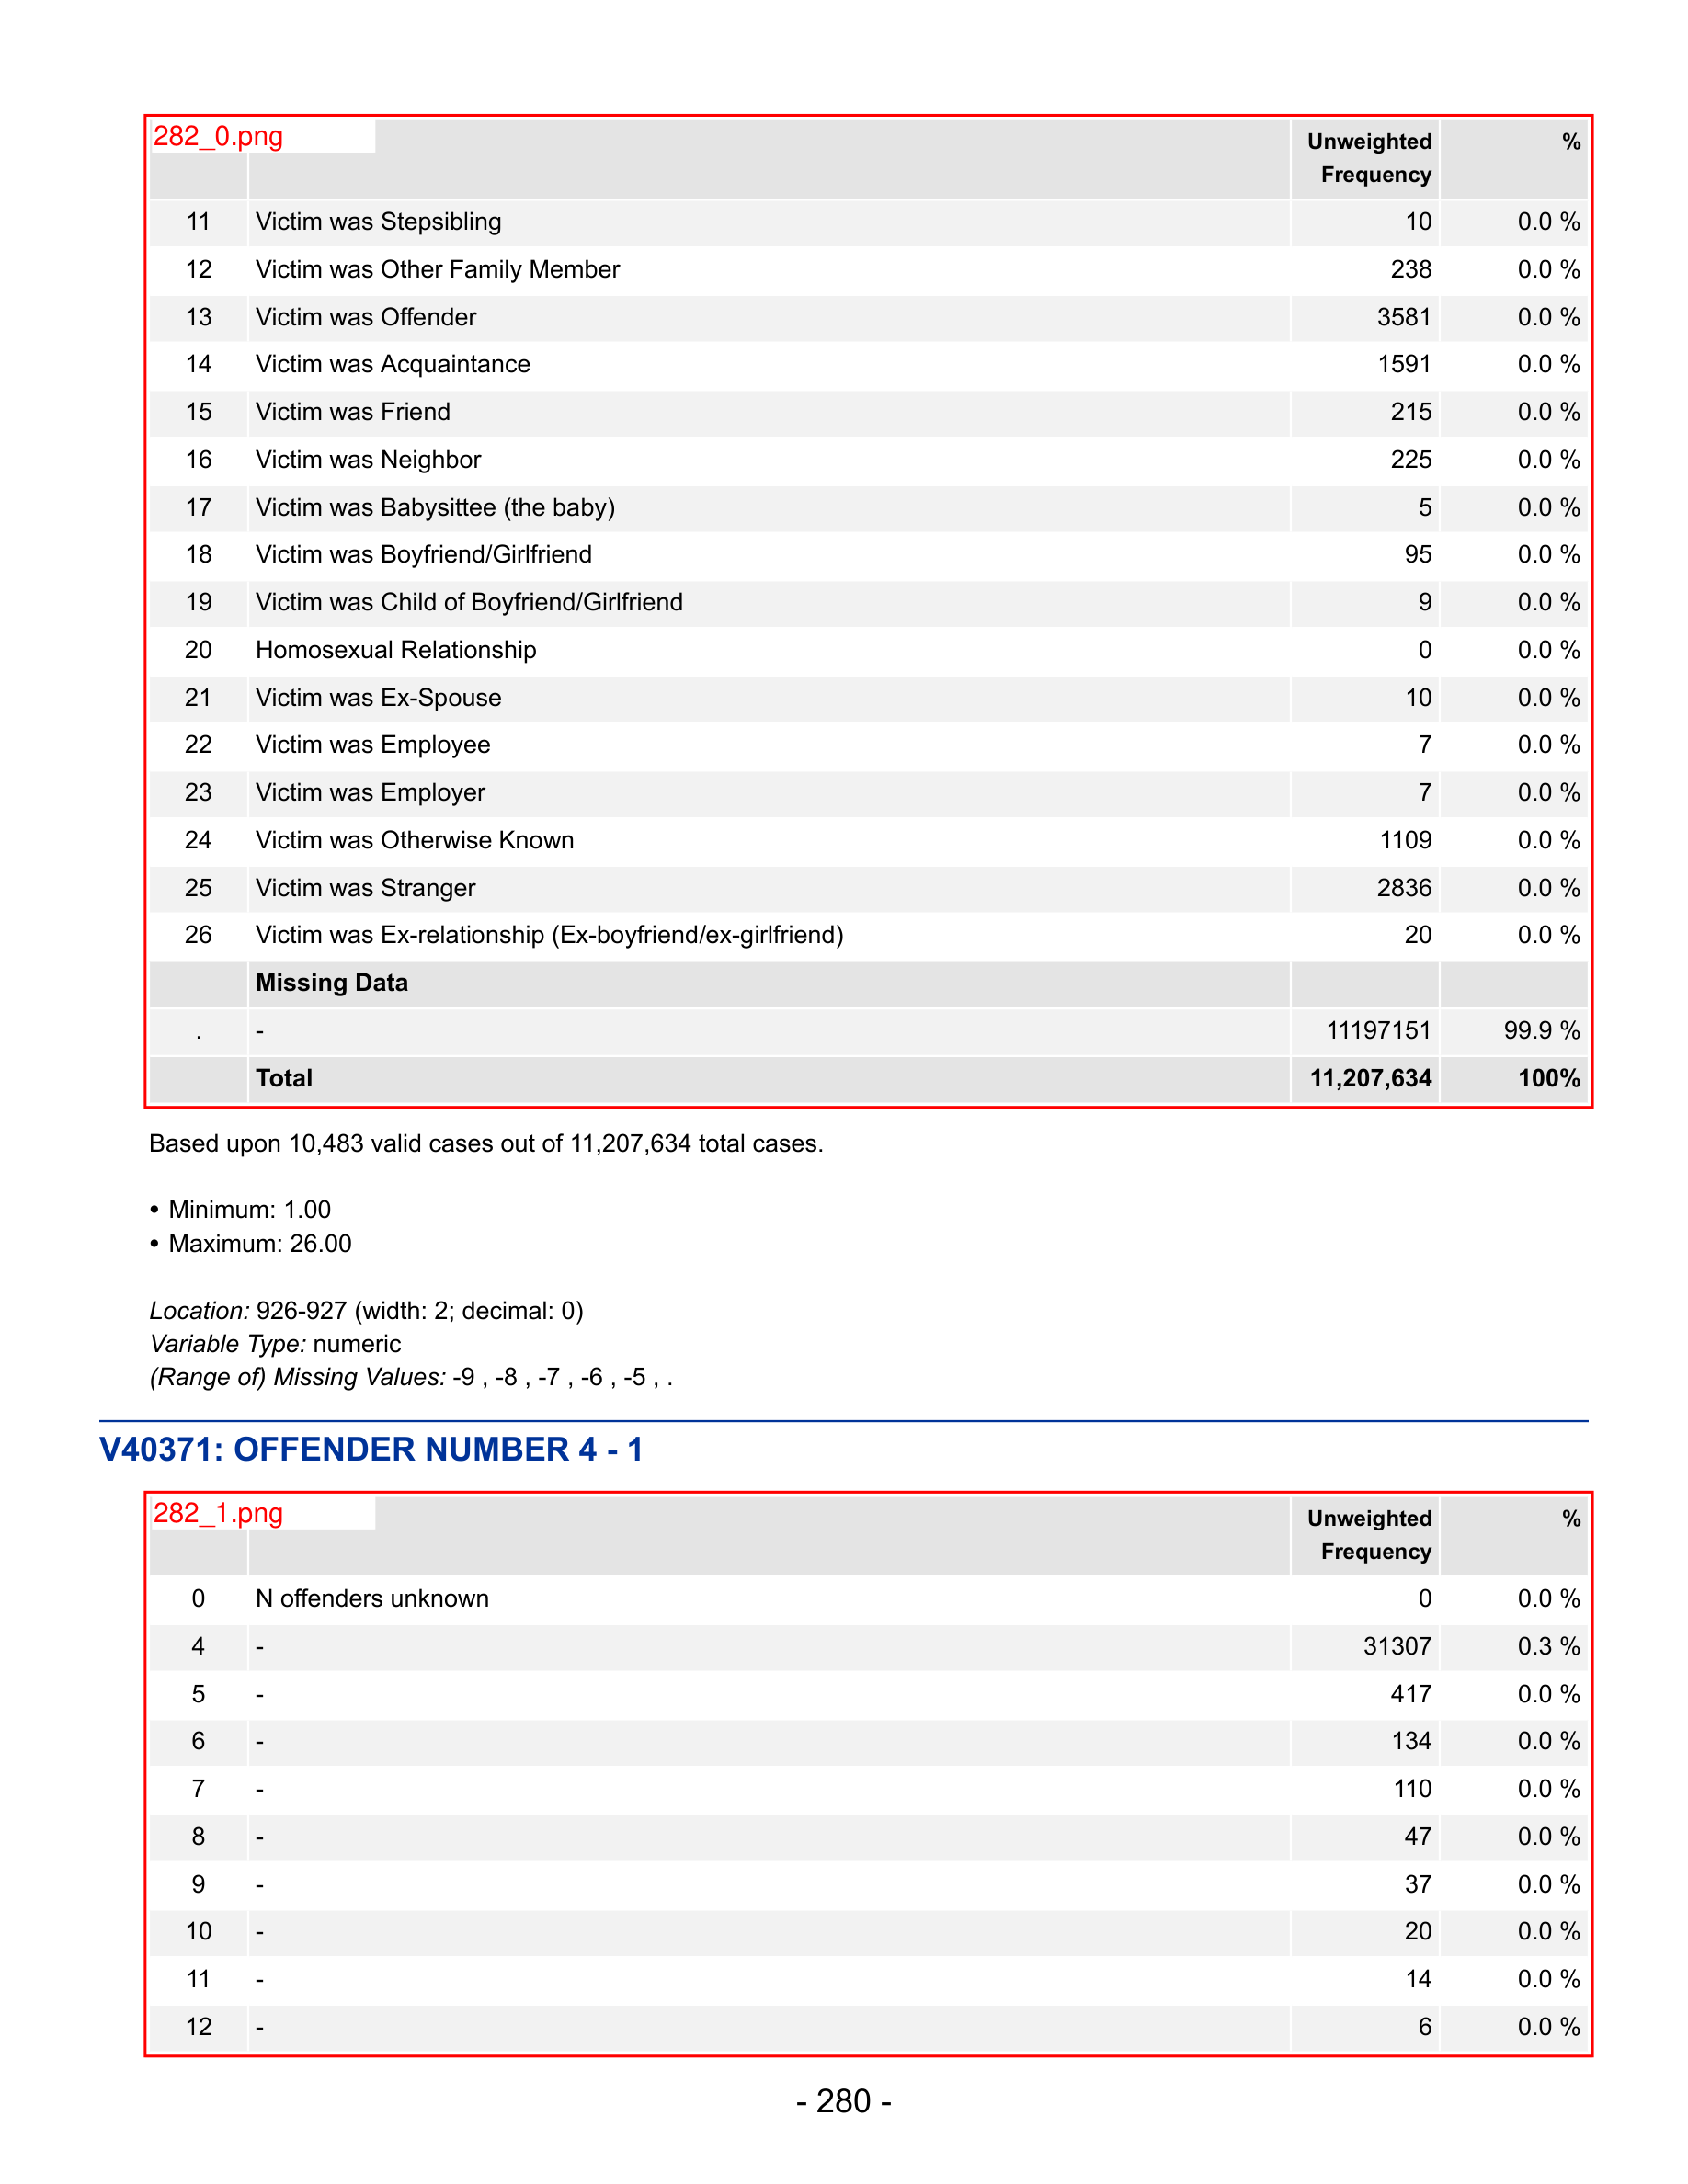 282_0.png
Unweighted Frequency %
11 Victim was Stepsibling 10 0.0 %
12 Victim was Other Family Member 238 0.0 %
13 Victim was Offender 3581 0.0 %
14 Victim was Acquaintance 1591 0.0 %
15 Victim was Friend 215 0.0 %
16 Victim was Neighbor 225 0.0 %
17 Victim was Babysittee (the baby) 5 0.0 %
18 Victim was Boyfriend/Girlfriend 95 0.0 %
19 Victim was Child of Boyfriend/Girlfriend 9 0.0 %
20 Homosexual Relationship 0 0.0 %
21 Victim was Ex-Spouse 10 0.0 %
22 Victim was Employee 7 0.0 %
23 Victim was Employer 7 0.0 %
24 Victim was Otherwise Known 1109 0.0 %
25 Victim was Stranger 2836 0.0 %
26 Victim was Ex-relationship (Ex-boyfriend/ex-girlfriend) 20 0.0 %
Missing Data
. - 11197151 99.9 %
Total 11,207,634 100%
Based upon 10,483 valid cases out of 11,207,634 total cases.
• Minimum: 1.00
• Maximum: 26.00
Location: 926-927 (width: 2; decimal: 0)
Variable Type: numeric
(Range of) Missing Values: -9 , -8 , -7 , -6 , -5 , .
V40371: OFFENDER NUMBER 4 - 1
282_1.png
Unweighted Frequency %
0 N offenders unknown 0 0.0 %
4 - 31307 0.3 %
5 - 417 0.0 %
6 - 134 0.0 %
7 - 110 0.0 %
8 - 47 0.0 %
9 - 37 0.0 %
10 - 20 0.0 %
11 - 14 0.0 %
12 - 6 0.0 %
- 280 -